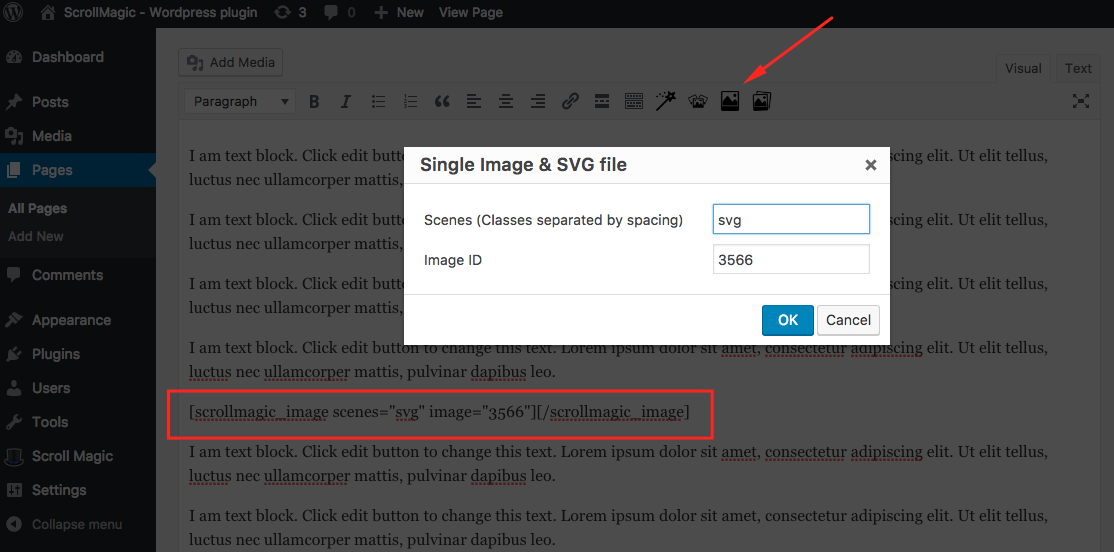 ScrollMagic - Wordpress plugin 3 0 New View Page
Dashboard
Posts
Media
Pages
All Pages
Add New
Comments
Appearance
Plugins
Users
Tools
Scroll Magic
Settings
Collapse menu
Add Media
Visual Text
Paragraph B I
I am text block. Click edit butto
scing elit. Ut elit tellus,
luctus nec ullamcorper mattis,
I am text block. Click edit butto
scing elit. Ut elit tellus,
luctus nec ullamcorper mattis,
I am text block. Click edit butto
scing elit. Ut elit tellus,
luctus nec ullamcorper mattis,
Single Image & SVG file ×
Scenes (Classes separated by spacing) svg
Image ID 3566
OK Cancel
I am text block. Click edit button to change this text. Lorem ipsum dolor sit amet, consectetur adipiscing elit. Ut elit tellus,
luctus nec ullamcorper mattis, pulvinar dapibus leo.
[scrollmagic_image scenes="svg" image="3566"][/scrollmagic_image]
I am text block. Click edit button to change this text. Lorem ipsum dolor sit amet, consectetur adipiscing elit. Ut elit tellus,
luctus nec ullamcorper mattis, pulvinar dapibus leo.
I am text block. Click edit button to change this text. Lorem ipsum dolor sit amet, consectetur adipiscing elit. Ut elit tellus,
luctus nec ullamcorper mattis, pulvinar dapibus leo.